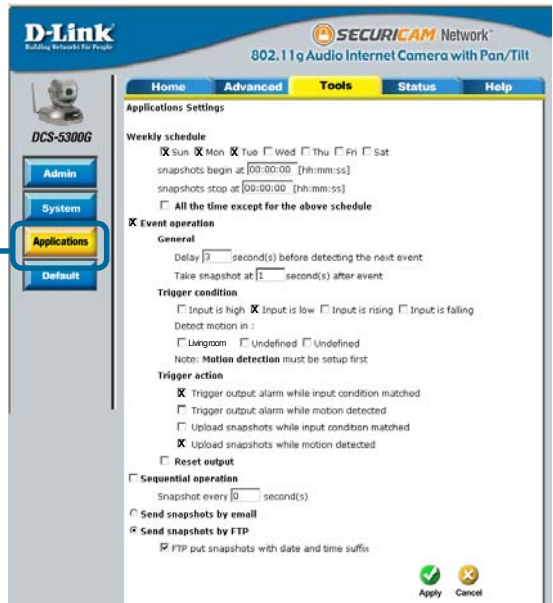 D-Link
Building Networks for People
SECURICAM Network
802.11g Audio Internet Camera with Pan/Tilt
DCS-5300G
Home Advanced Tools Status Help
Admin
System
Applications
Default
Applications Settings
Weekly schedule
Sun Mon Tue Wed Thu Fri Sat
snapshots begin at 00:00:00 [hh:mm:ss]
snapshots stop at 00:00:00 [hh:mm:ss]
All the time except for the above schedule
Event operation
General
Delay 3 second(s) before detecting the next event
Take snapshot at 1 second(s) after event
Trigger condition
Input is high Input is low Input is rising Input is falling
Detect motion in :
Livingroom Undefined Undefined
Note: Motion detection must be setup first
Trigger action
Trigger output alarm while input condition matched
Trigger output alarm while motion detected
Upload snapshots while input condition matched
Upload snapshots while motion detected
Reset output
Sequential operation
Snapshot every 0 second(s)
Send snapshots by email
Send snapshots by FTP
FTP put snapshots with date and time suffix
Apply Cancel